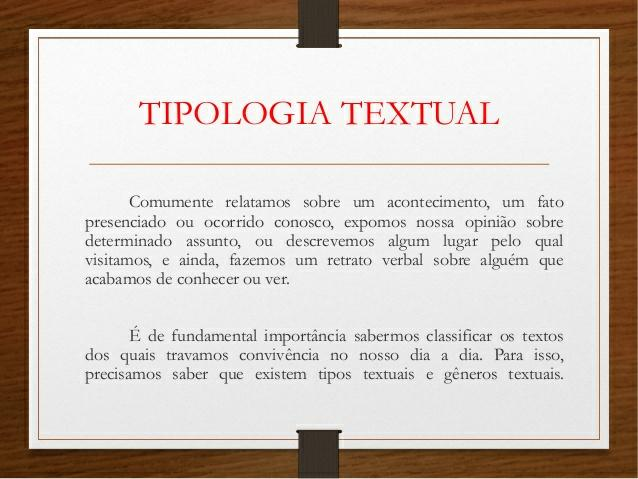 TIPOLOGIA TEXTUAL
Comumente relatamos sobre um acontecimento, um fato
presenciado ou ocorrido conosco, expomos nossa opinião sobre
determinado assunto, ou descrevemos algum lugar pelo qual
visitamos, e ainda, fazemos um retrato verbal sobre alguém que
acabamos de conhecer ou ver.
É de fundamental importância sabermos classificar os textos
dos quais travamos convivência no nosso dia a dia. Para isso,
precisamos saber que existem tipos textuais e gêneros textuais.